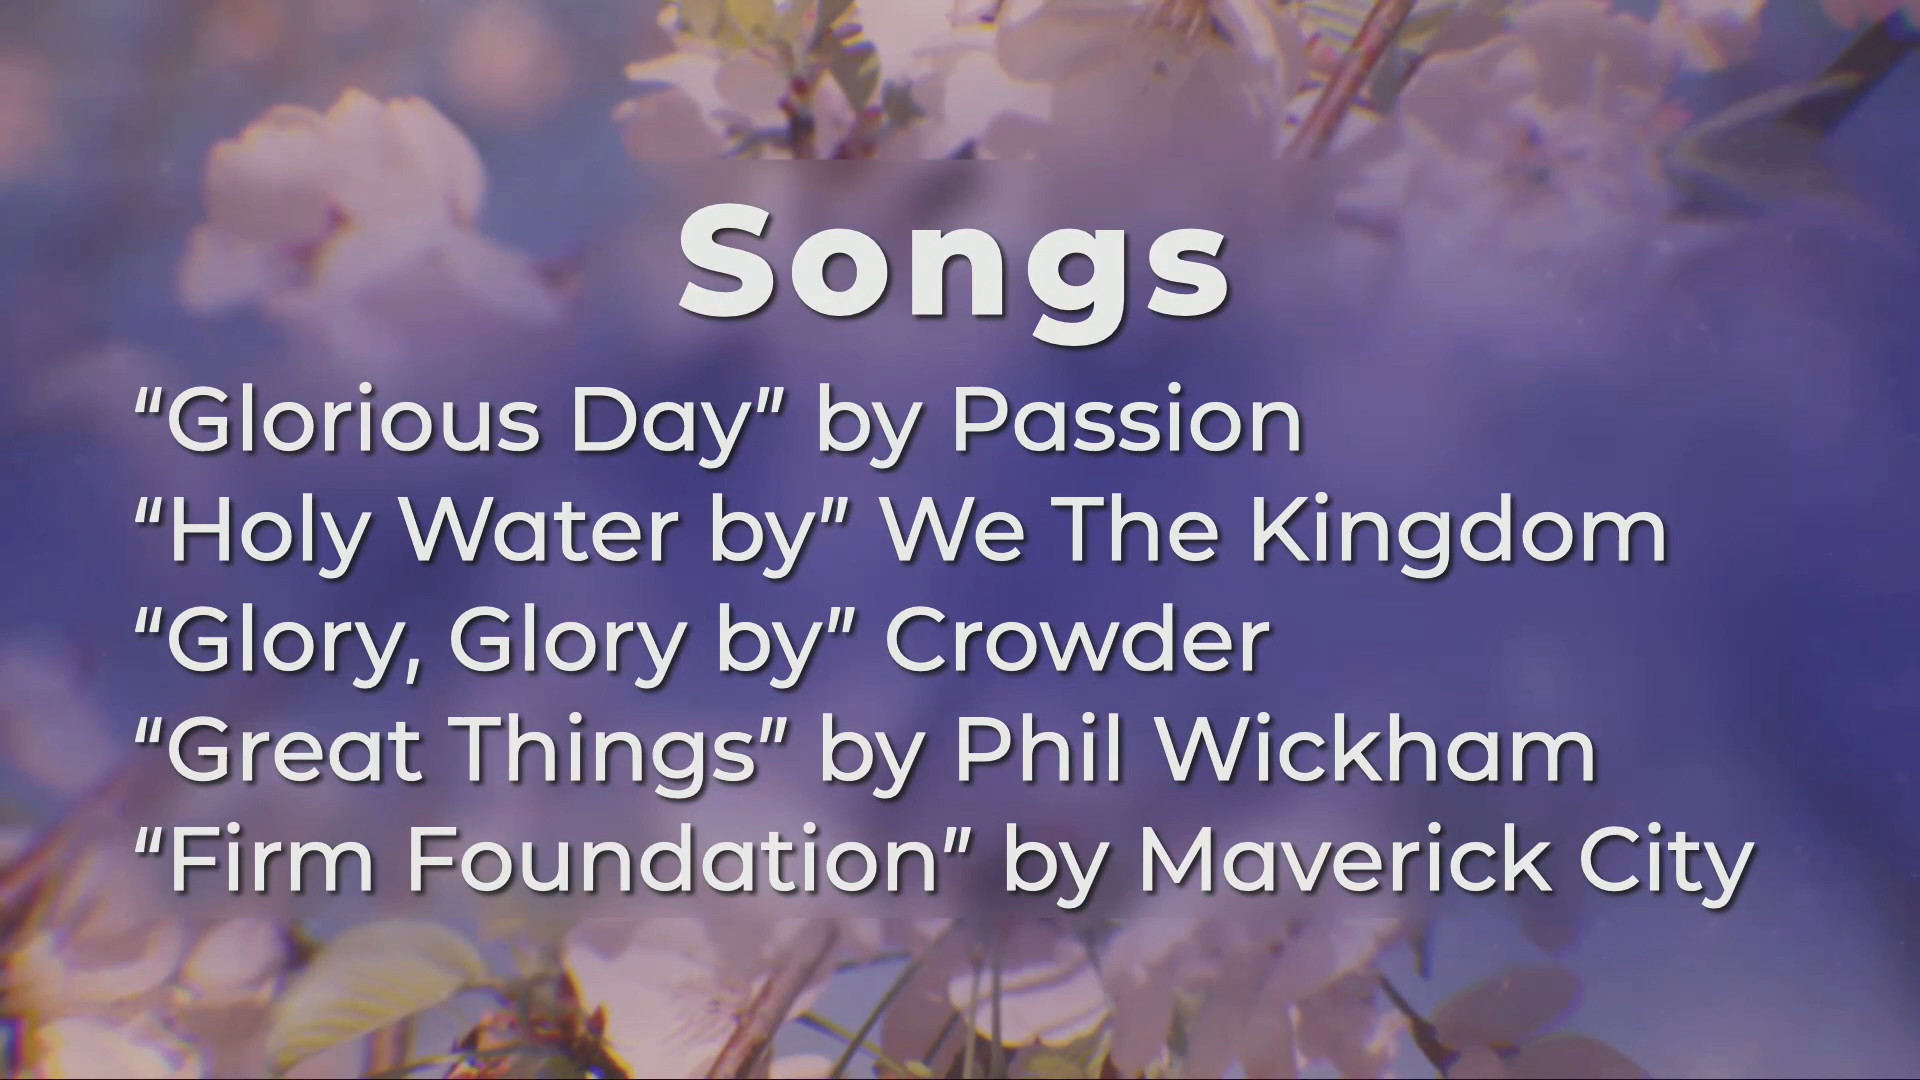 Songs
“Glorious Day” by Passion
“Holy Water by” We The Kingdom
“Glory, Glory by” Crowder
“Great Things” by Phil Wickham
“Firm Foundation” by Maverick City